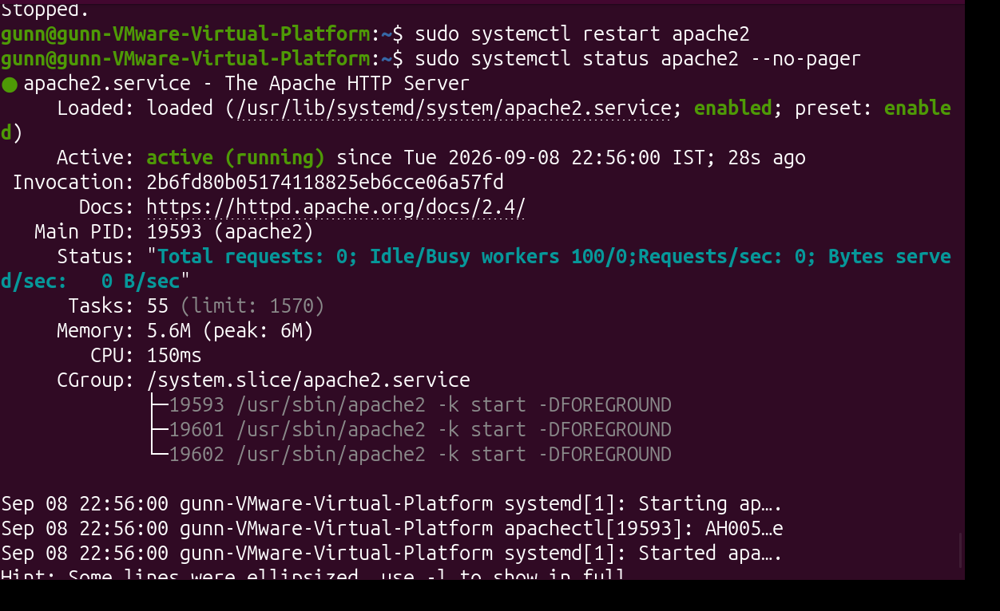 Stopped.
gunn@gunn-VMware-Virtual-Platform:~$ sudo systemctl restart apache2
gunn@gunn-VMware-Virtual-Platform:~$ sudo systemctl status apache2 --no-pager
● apache2.service - The Apache HTTP Server
     Loaded: loaded (/usr/lib/systemd/system/apache2.service; enabled; preset: enable
d)
     Active: active (running) since Tue 2026-09-08 22:56:00 IST; 28s ago
 Invocation: 2b6fd80b05174118825eb6cce06a57fd
       Docs: https://httpd.apache.org/docs/2.4/
   Main PID: 19593 (apache2)
     Status: "Total requests: 0; Idle/Busy workers 100/0;Requests/sec: 0; Bytes serve
d/sec:   0 B/sec"
      Tasks: 55 (limit: 1570)
     Memory: 5.6M (peak: 6M)
        CPU: 150ms
     CGroup: /system.slice/apache2.service
             ├─19593 /usr/sbin/apache2 -k start -DFOREGROUND
             ├─19601 /usr/sbin/apache2 -k start -DFOREGROUND
             └─19602 /usr/sbin/apache2 -k start -DFOREGROUND

Sep 08 22:56:00 gunn-VMware-Virtual-Platform systemd[1]: Starting ap….
Sep 08 22:56:00 gunn-VMware-Virtual-Platform apachectl[19593]: AH005…e
Sep 08 22:56:00 gunn-VMware-Virtual-Platform systemd[1]: Started apa….
Hint: Some lines were ellipsized, use -l to show in full